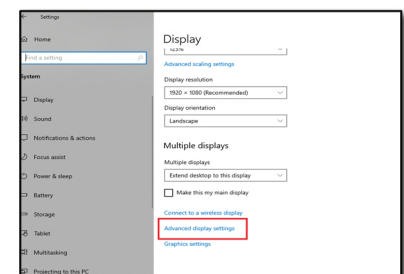 Settings
Home
Find a setting
System
Display
Sound
Notifications & actions
Focus assist
Power & sleep
Battery
Storage
Tablet
Multitasking
Projecting to this PC
Display
125%
Advanced scaling settings
Display resolution
1920 × 1080 (Recommended)
Display orientation
Landscape
Multiple displays
Multiple displays
Extend desktop to this display
Make this my main display
Connect to a wireless display
Advanced display settings
Graphics settings